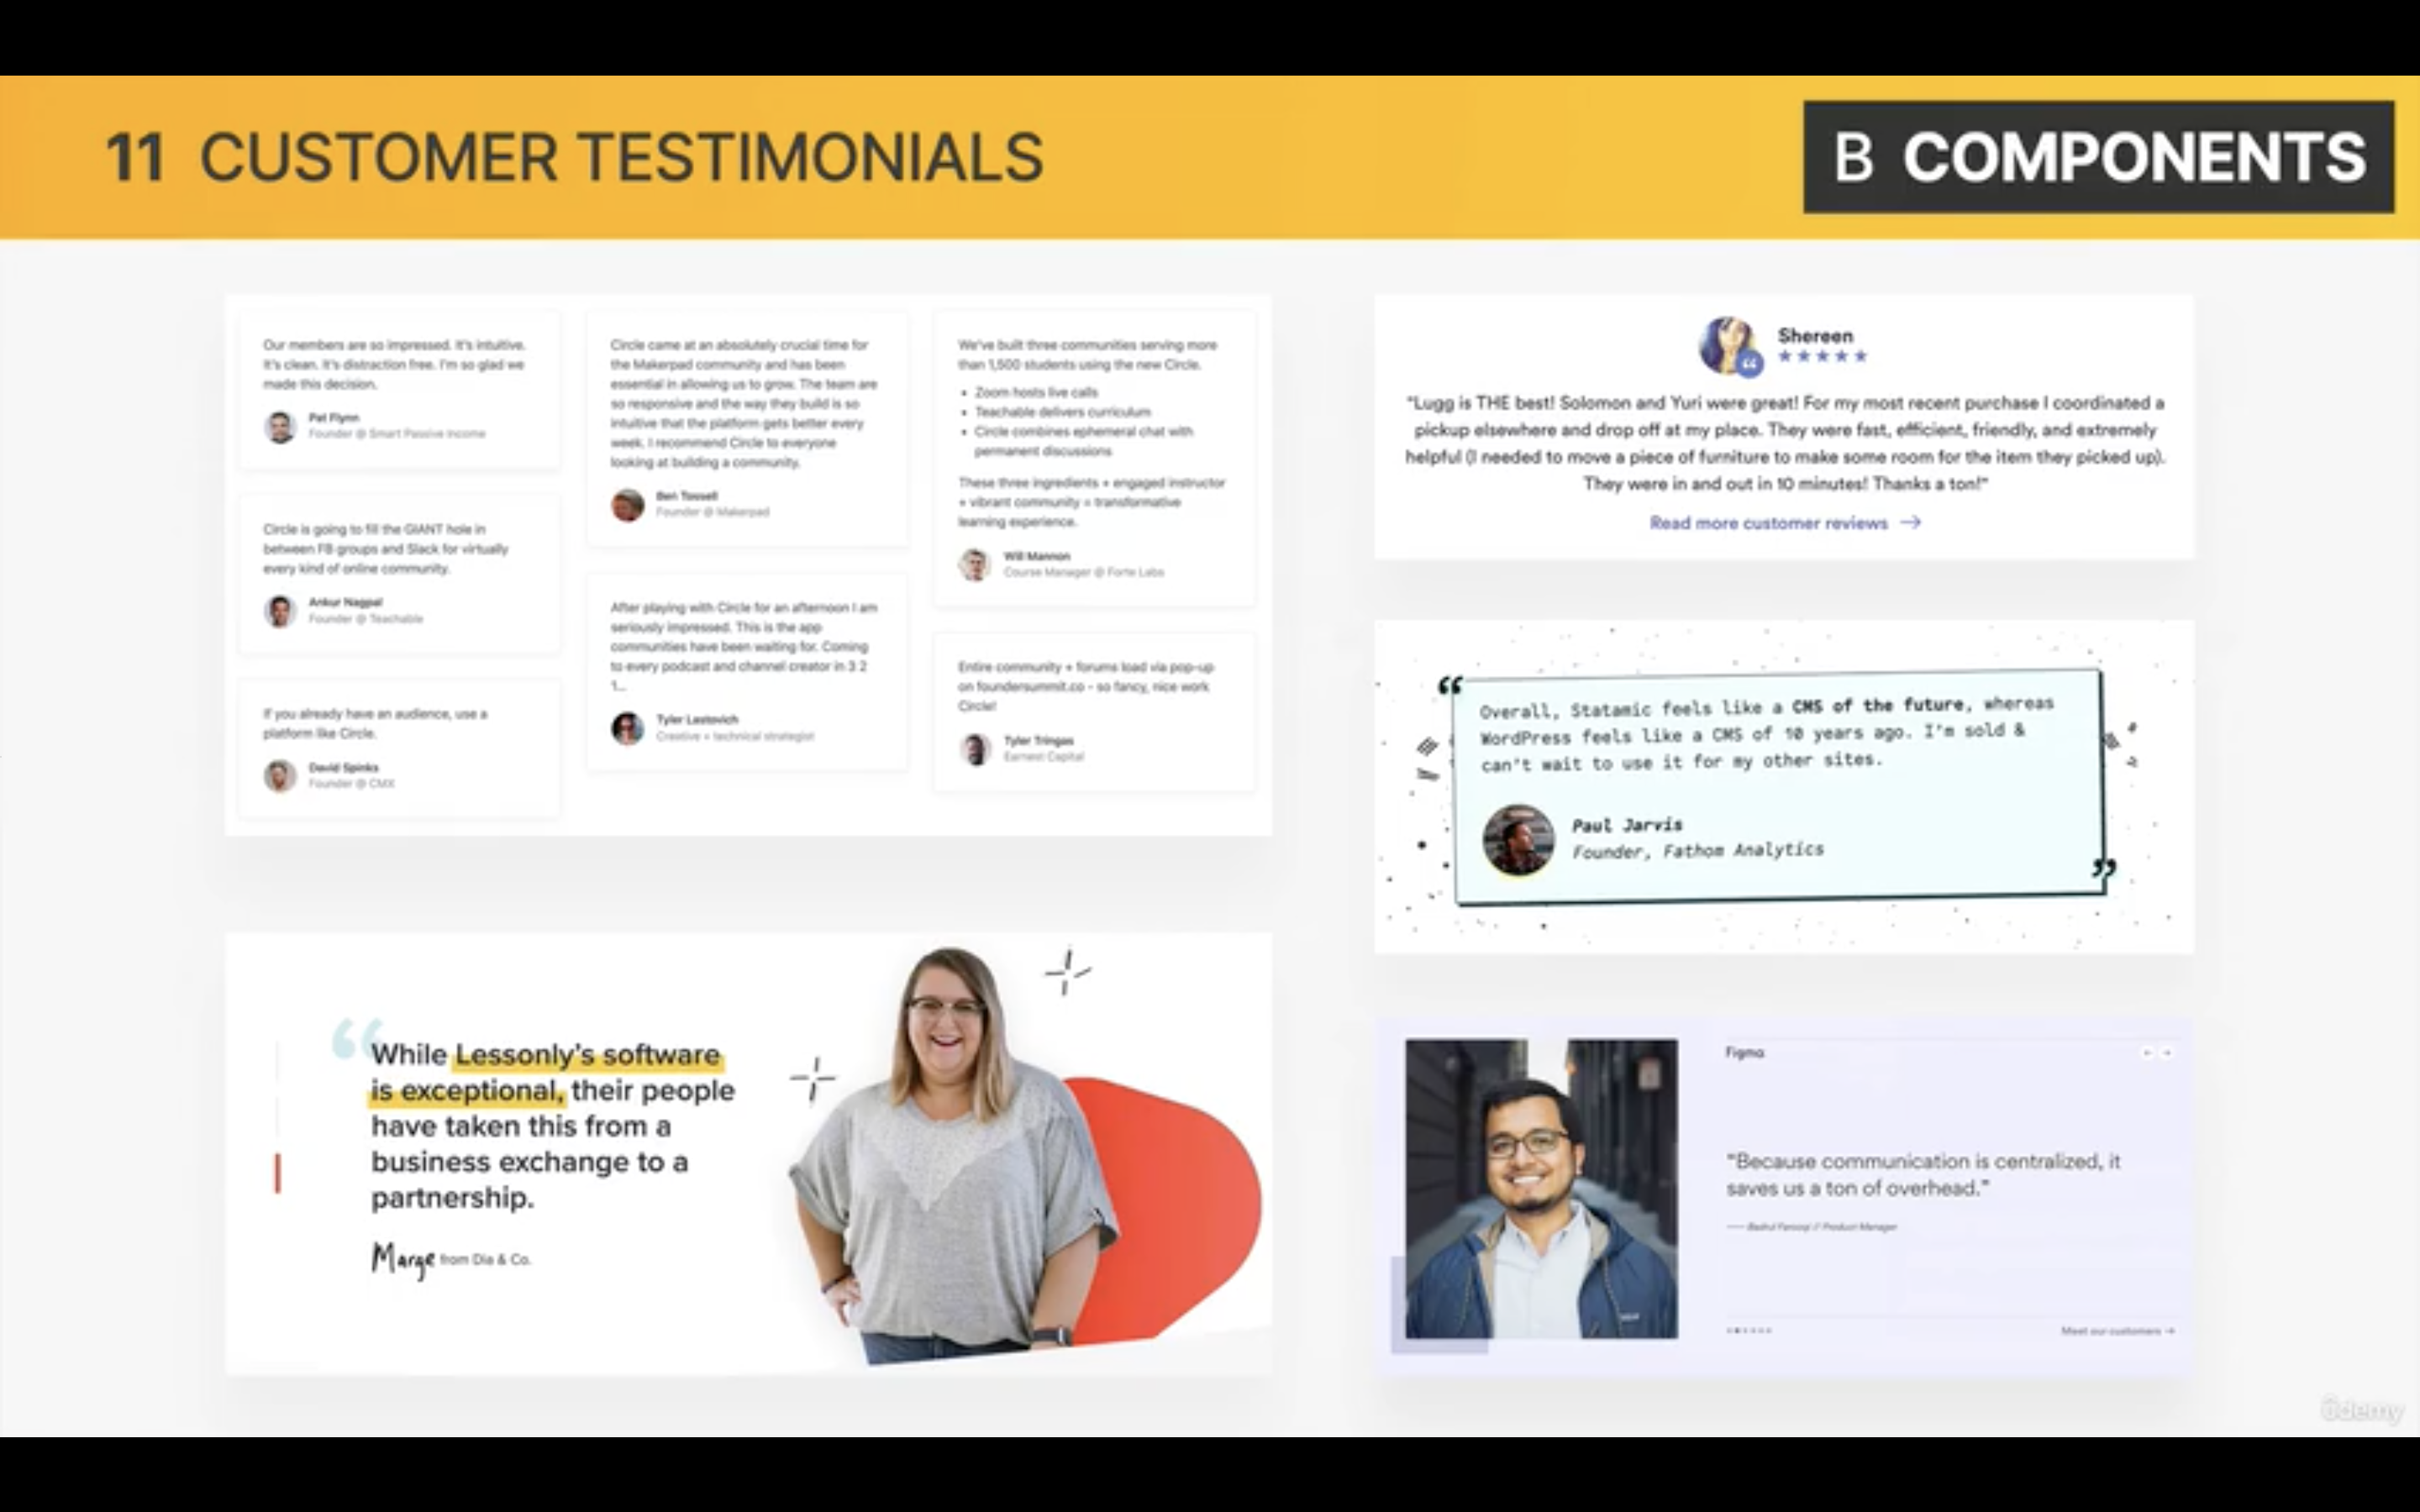 11 CUSTOMER TESTIMONIALS
B COMPONENTS
Our members are so impressed. It's intuitive.
It's clean. It's distraction free. I'm so glad we
made this decision.
Pat Flynn
Founder @ Smart Passive Income
Circle is going to fill the GIANT hole in
between FB groups and Slack for virtually
every kind of online community.
Ankur Nagpal
Founder @ Teachable
If you already have an audience, use a
platform like Circle.
David Spinks
Founder @ CMX
Circle came at an absolutely crucial time for
the Makerpad community and has been
essential in allowing us to grow. The team are
so responsive and the way they build is so
intuitive that the platform gets better every
week. I recommend Circle to everyone
looking at building a community.
Ben Tossell
Founder @ Makerpad
After playing with Circle for an afternoon I am
seriously impressed. This is the app
communities have been waiting for. Coming
to every podcast and channel creator in 3 2
1...
Tyler Lastovich
Creative + technical strategist
We've built three communities serving more
than 1,500 students using the new Circle.
• Zoom hosts live calls
• Teachable delivers curriculum
• Circle combines ephemeral chat with
permanent discussions
These three ingredients + engaged instructor
+ vibrant community = transformative
learning experience.
Will Mannon
Course Manager @ Forte Labs
Entire community + forums load via pop-up
on foundersummit.co - so fancy, nice work
Circle!
Tyler Tringas
Earnest Capital
Shereen
"Lugg is THE best! Solomon and Yuri were great! For my most recent purchase I coordinated a
pickup elsewhere and drop off at my place. They were fast, efficient, friendly, and extremely
helpful (I needed to move a piece of furniture to make some room for the item they picked up).
They were in and out in 10 minutes! Thanks a ton!"
Read more customer reviews →
“
Overall, Statamic feels like a CMS of the future, whereas
WordPress feels like a CMS of 10 years ago. I'm sold &
can't wait to use it for my other sites.
Paul Jarvis
Founder, Fathom Analytics
”
“While Lessonly's software
is exceptional, their people
have taken this from a
business exchange to a
partnership.
Marge from Dia & Co.
Figma
"Because communication is centralized, it
saves us a ton of overhead."
Product Manager
Meet our customers →
ûdemy